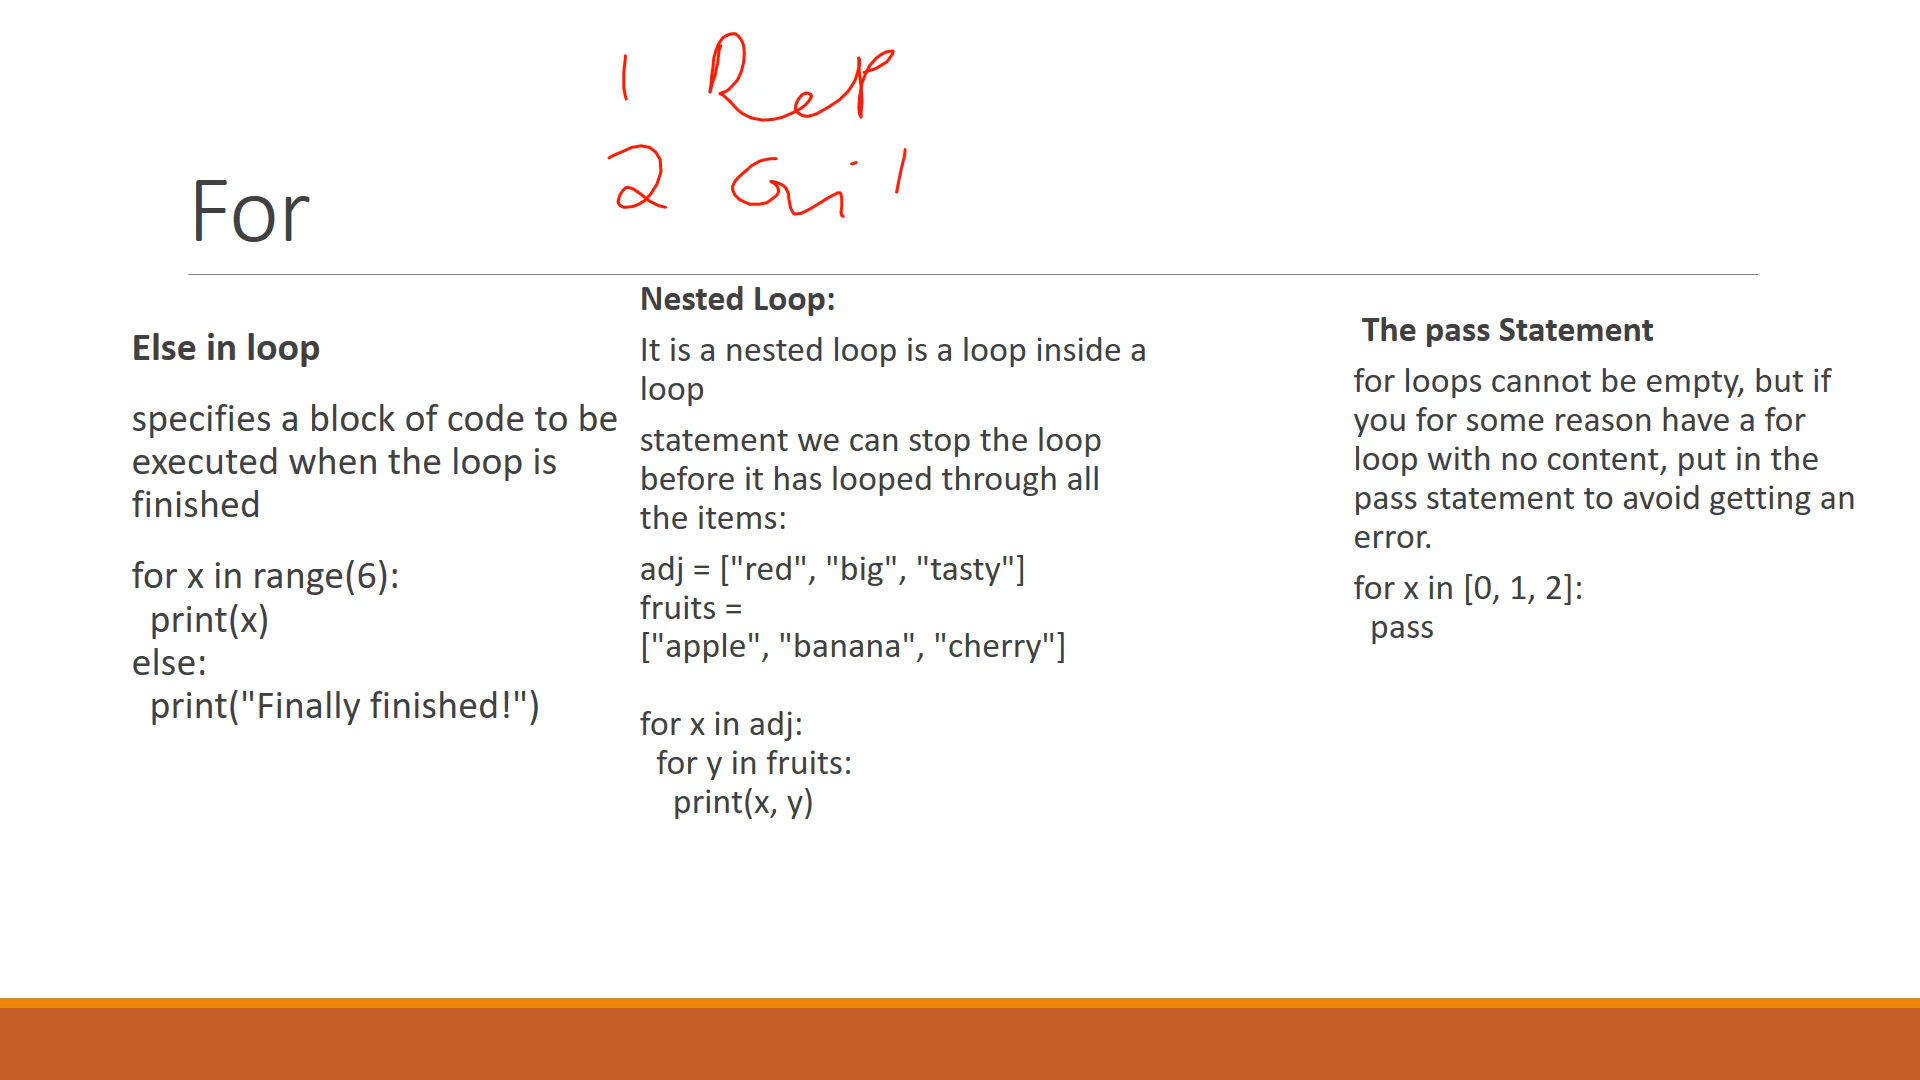 1 Rep
2
For
Else in loop
specifies a block of code to be
executed when the loop is
finished
for x in range(6):
  print(x)
else:
  print("Finally finished!")
Nested Loop:
It is a nested loop is a loop inside a
loop
statement we can stop the loop
before it has looped through all
the items:
adj = ["red", "big", "tasty"]
fruits =
["apple", "banana", "cherry"]
for x in adj:
  for y in fruits:
    print(x, y)
The pass Statement
for loops cannot be empty, but if
you for some reason have a for
loop with no content, put in the
pass statement to avoid getting an
error.
for x in [0, 1, 2]:
  pass